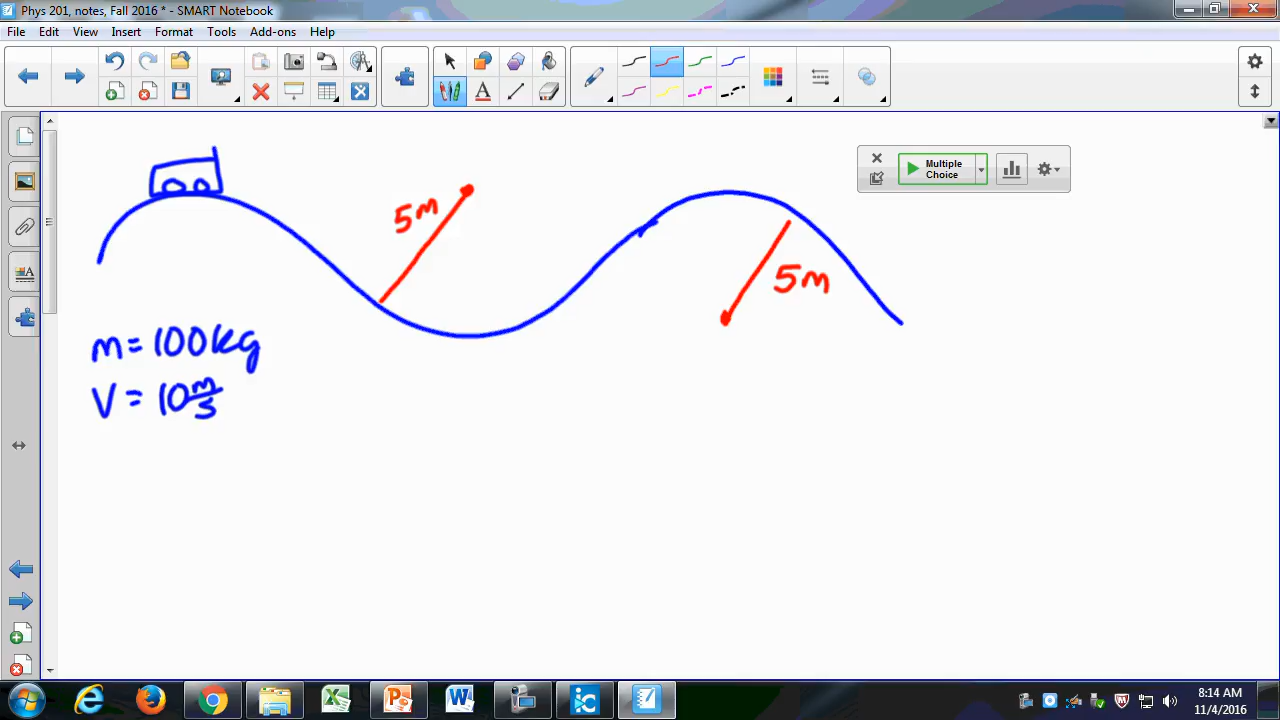 Phys 201, notes, Fall 2016 * - SMART Notebook
File Edit View Insert Format Tools Add-ons Help
Multiple
Choice
5m
5m
m = 100kg
V = 10 m/s
8:14 AM
11/4/2016